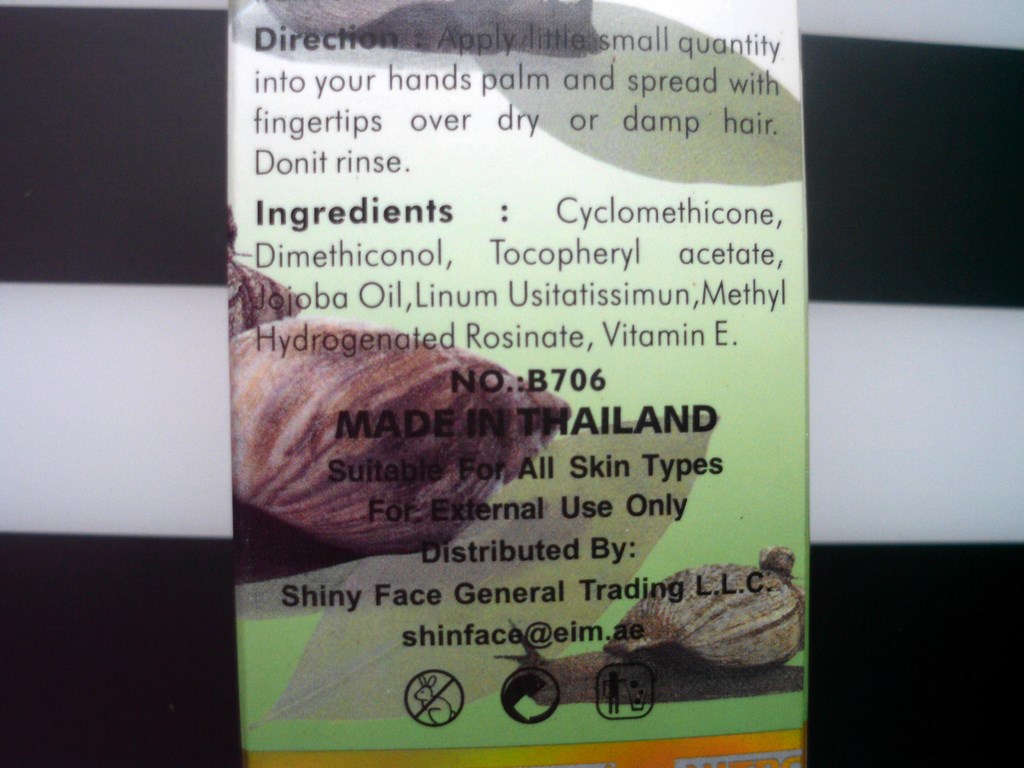 Direction : Apply little small quantity
into your hands palm and spread with
fingertips over dry or damp hair.
Donit rinse.
Ingredients : Cyclomethicone,
Dimethiconol, Tocopheryl acetate,
Jojoba Oil,Linum Usitatissimun,Methyl
Hydrogenated Rosinate, Vitamin E.
NO.:B706
MADE IN THAILAND
Suitable For All Skin Types
For External Use Only
Distributed By:
Shiny Face General Trading L.L.C.
shinface@eim.ae